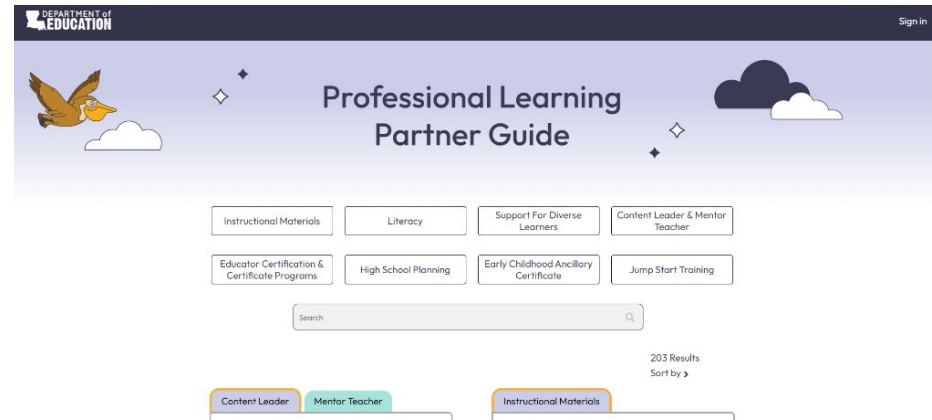 DEPARTMENT of
EDUCATION
Sign in
Professional Learning
Partner Guide
Instructional Materials
Literacy
Support For Diverse
Learners
Content Leader & Mentor
Teacher
Educator Certification &
Certificate Programs
High School Planning
Early Childhood Ancillary
Certificate
Jump Start Training
Search
203 Results
Sort by >
Content Leader
Mentor Teacher
Instructional Materials